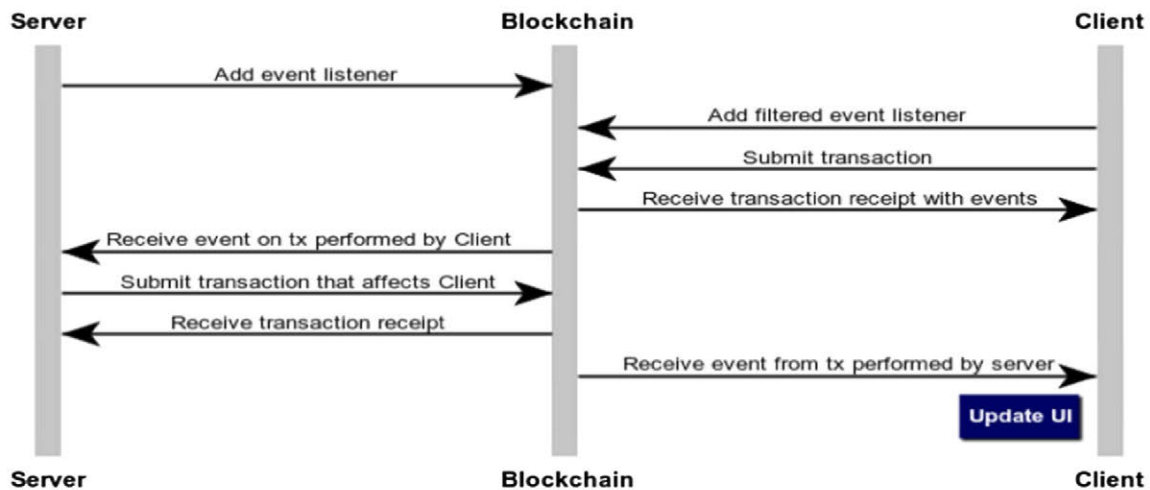 Server Blockchain Client
Add event listener
Add filtered event listener
Submit transaction
Receive transaction receipt with events
Receive event on tx performed by Client
Submit transaction that affects Client
Receive transaction receipt
Receive event from tx performed by server
Update UI
Server Blockchain Client